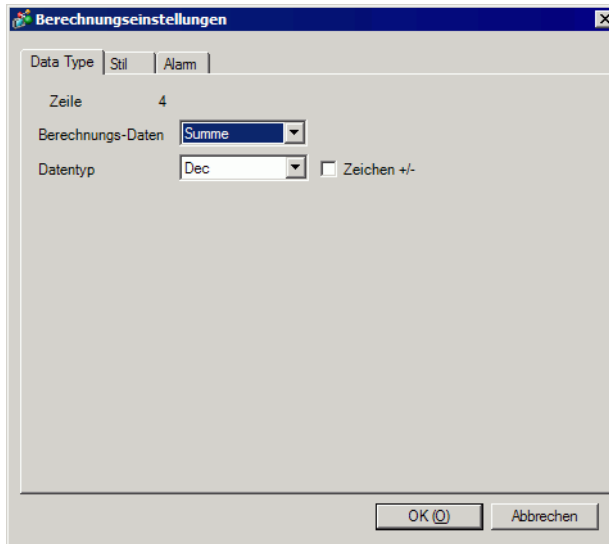 Berechnungseinstellungen
Data Type Stil Alarm
Zeile 4
Berechnungs-Daten Summe
Datentyp Dec Zeichen +/-
OK (O) Abbrechen